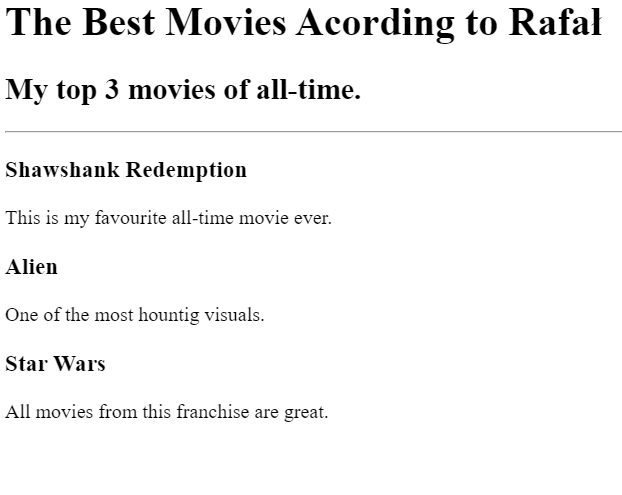 The Best Movies Acording to Rafał
My top 3 movies of all-time.
Shawshank Redemption
This is my favourite all-time movie ever.
Alien
One of the most hountig visuals.
Star Wars
All movies from this franchise are great.